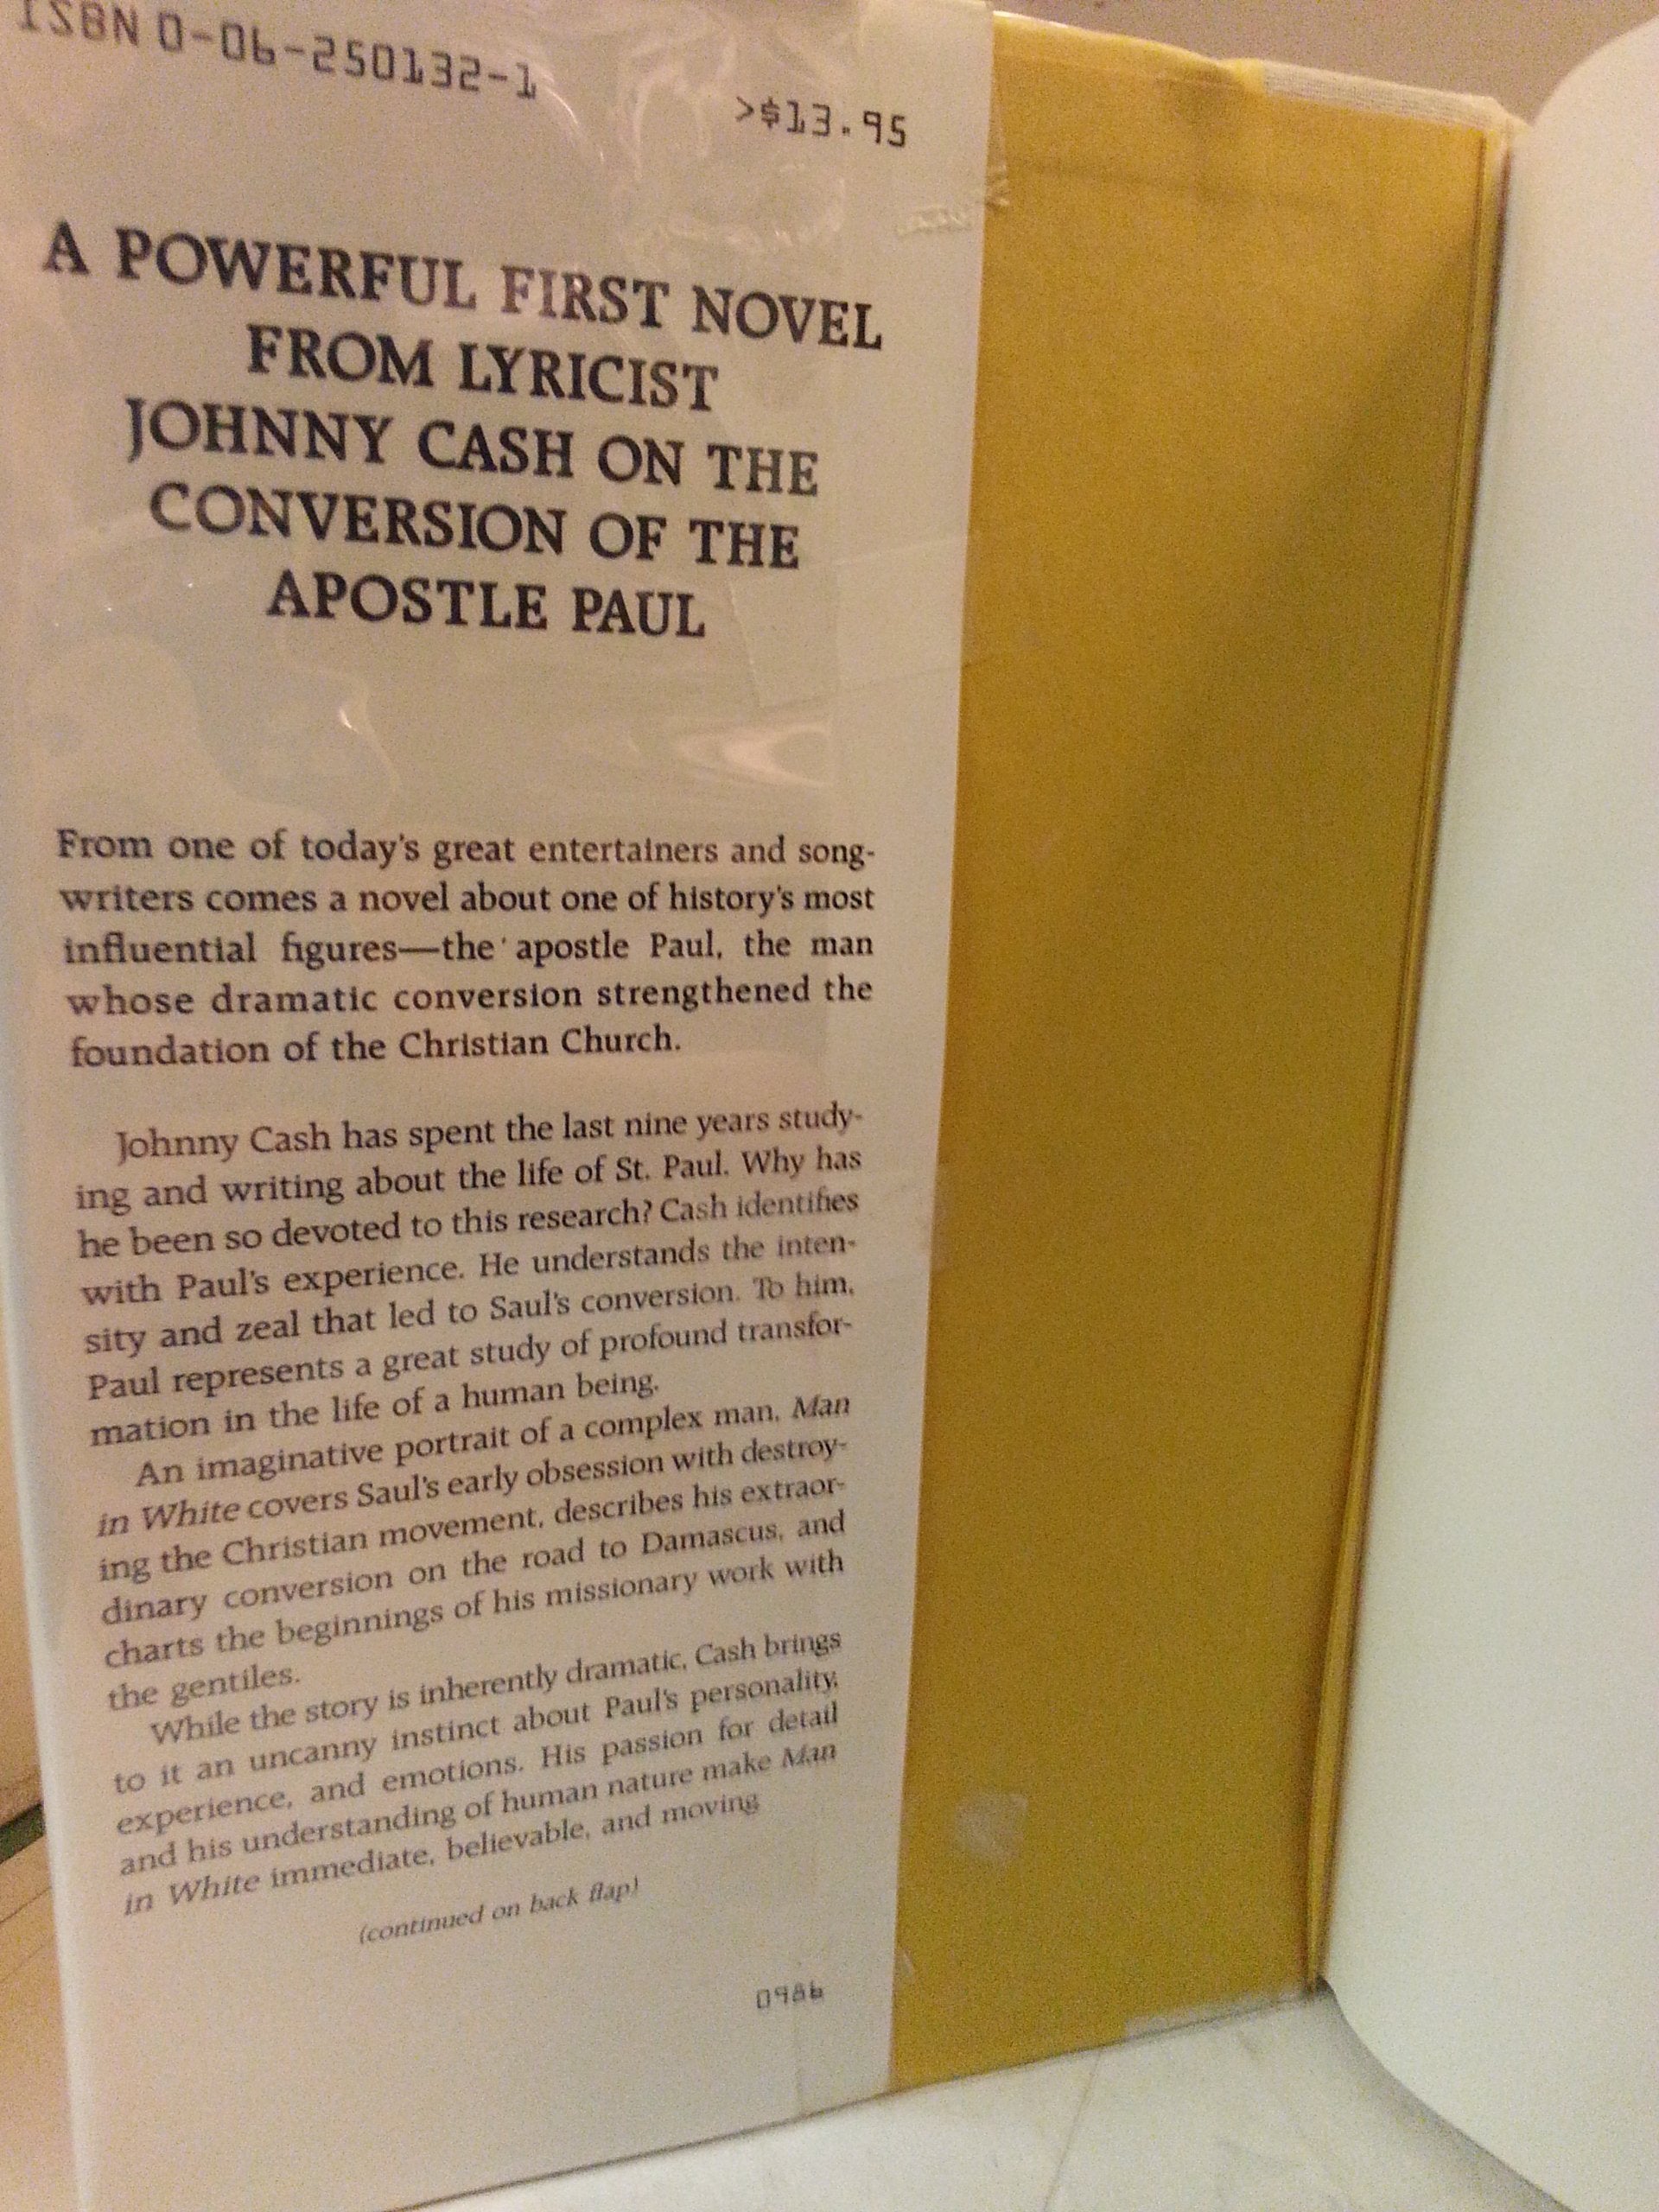 ISBN 0-06-250132-1
>$13.95
A POWERFUL FIRST NOVEL
FROM LYRICIST
JOHNNY CASH ON THE
CONVERSION OF THE
APOSTLE PAUL
From one of today's great entertainers and song-
writers comes a novel about one of history's most
influential figures—the apostle Paul, the man
whose dramatic conversion strengthened the
foundation of the Christian Church.
Johnny Cash has spent the last nine years study-
ing and writing about the life of St. Paul. Why has
he been so devoted to this research? Cash identifies
with Paul's experience. He understands the inten-
sity and zeal that led to Saul's conversion. To him,
Paul represents a great study of profound transfor-
mation in the life of a human being.
An imaginative portrait of a complex man, Man
in White covers Saul's early obsession with destroy-
ing the Christian movement, describes his extraor-
dinary conversion on the road to Damascus, and
charts the beginnings of his missionary work with
the gentiles.
While the story is inherently dramatic, Cash brings
to it an uncanny instinct about Paul's personality,
experience, and emotions. His passion for detail
and his understanding of human nature make Man
in White immediate, believable, and moving
(continued on back flap)
0986